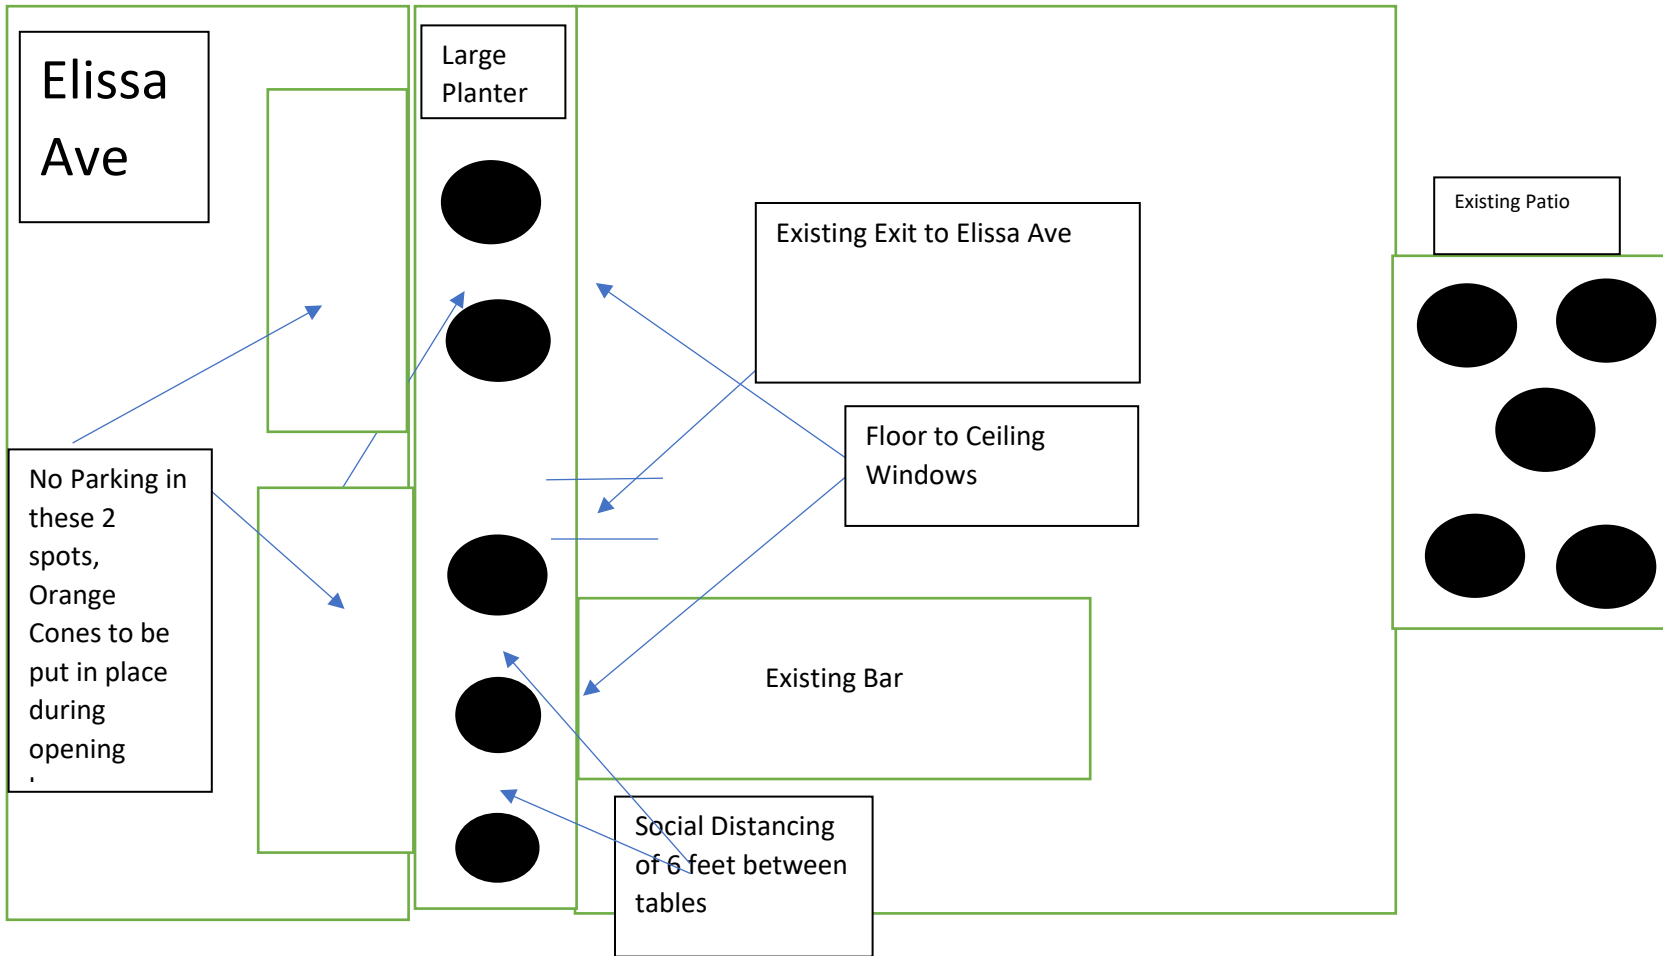 Elissa
Ave
Large
Planter
Existing Patio
Existing Exit to Elissa Ave
Floor to Ceiling
Windows
No Parking in
these 2
spots,
Orange
Cones to be
put in place
during
opening
Existing Bar
Social Distancing
of 6 feet between
tables